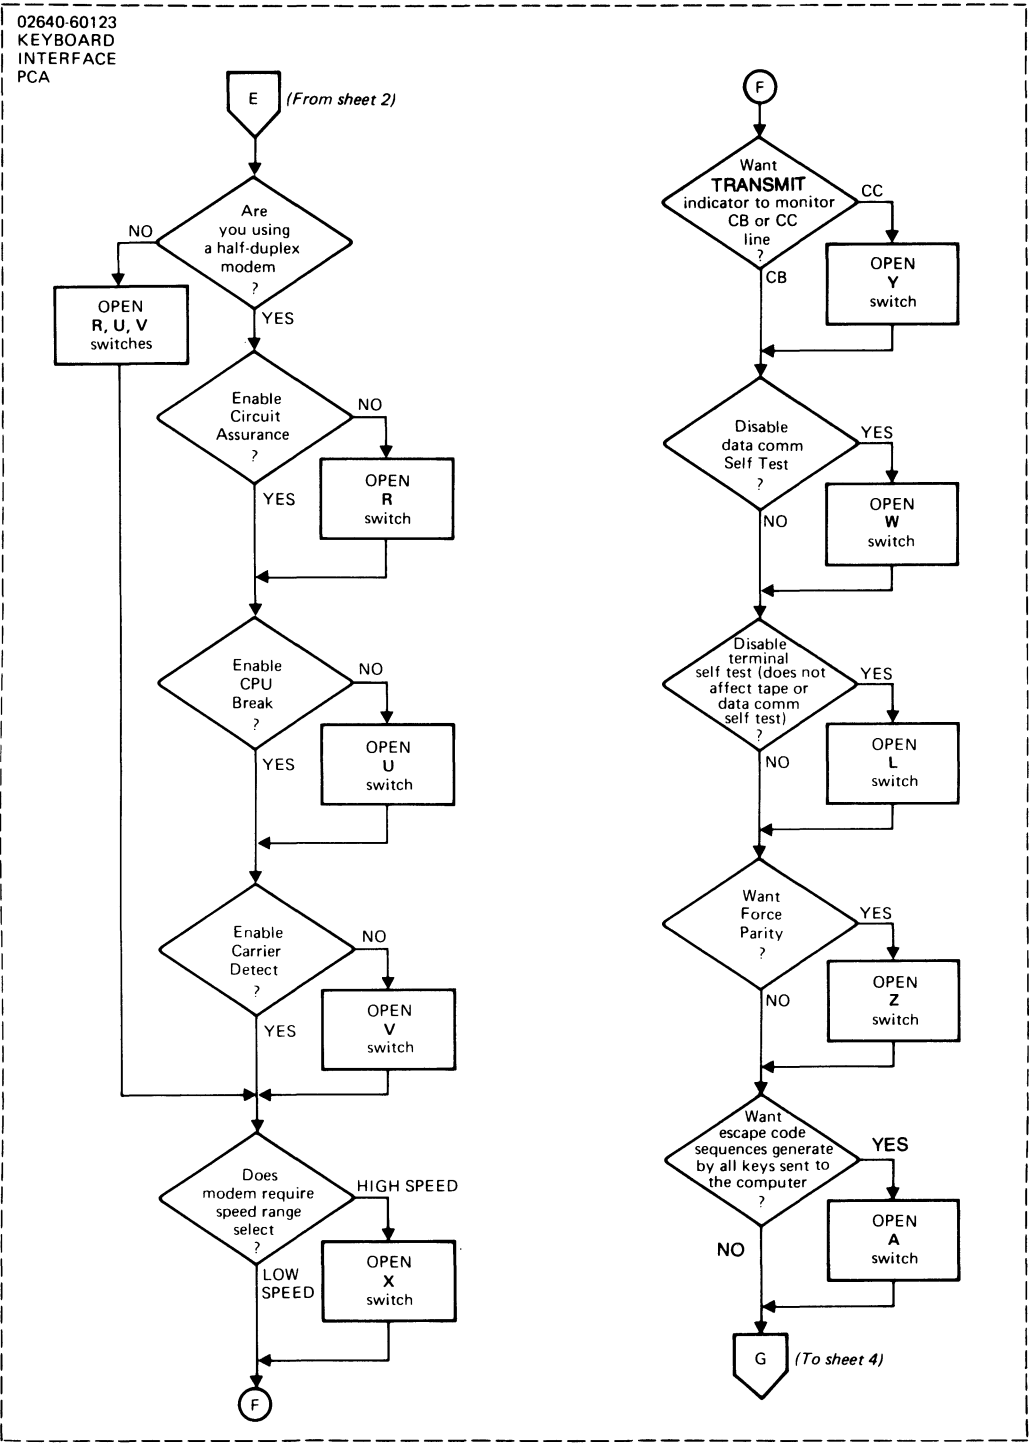 02640-60123
KEYBOARD
INTERFACE
PCA
E
(From sheet 2)
Are
you using
a half-duplex
modem
?
NO
OPEN
R, U, V
switches
YES
Enable
Circuit
Assurance
?
NO
OPEN
R
switch
YES
Enable
CPU
Break
?
NO
OPEN
U
switch
YES
Enable
Carrier
Detect
?
NO
OPEN
V
switch
YES
Does
modem require
speed range
select
?
HIGH SPEED
OPEN
X
switch
LOW
SPEED
F
F
Want
TRANSMIT
indicator to monitor
CB or CC
line
?
CC
OPEN
Y
switch
CB
Disable
data comm
Self Test
?
YES
OPEN
W
switch
NO
Disable
terminal
self test (does not
affect tape or
data comm
self test)
?
YES
OPEN
L
switch
NO
Want
Force
Parity
?
YES
OPEN
Z
switch
NO
Want
escape code
sequences generate
by all keys sent to
the computer
?
YES
OPEN
A
switch
NO
G
(To sheet 4)